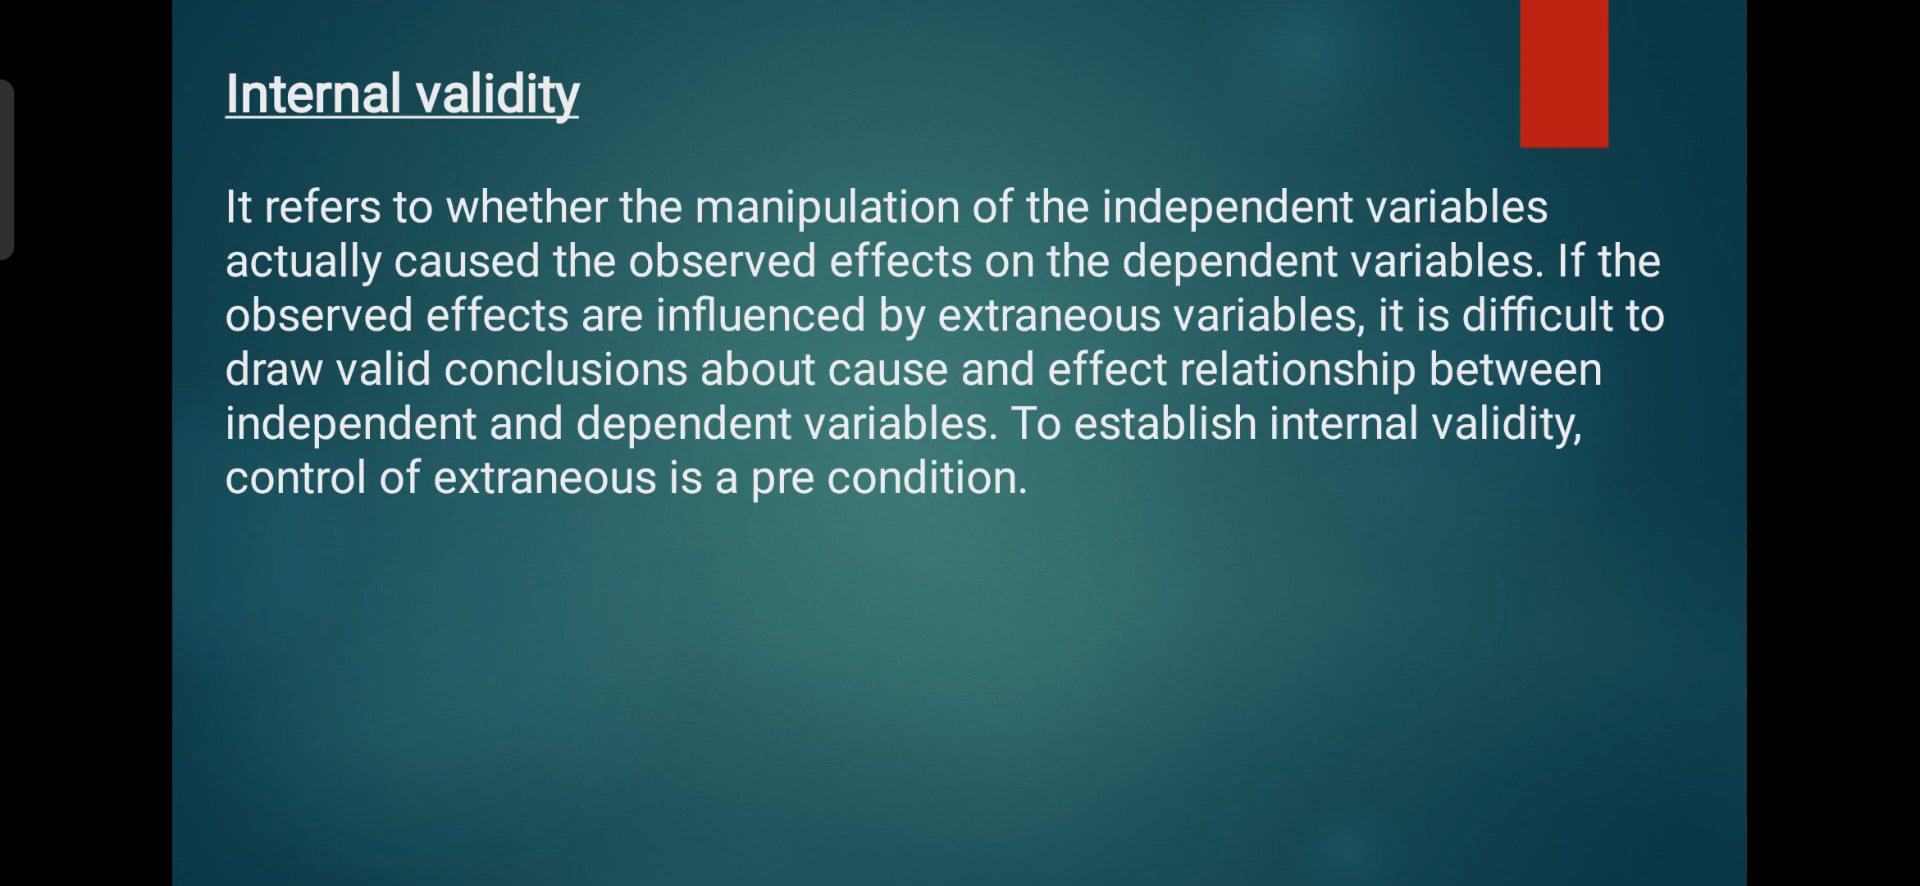 Internal validity
It refers to whether the manipulation of the independent variables
actually caused the observed effects on the dependent variables. If the
observed effects are influenced by extraneous variables, it is difficult to
draw valid conclusions about cause and effect relationship between
independent and dependent variables. To establish internal validity,
control of extraneous is a pre condition.